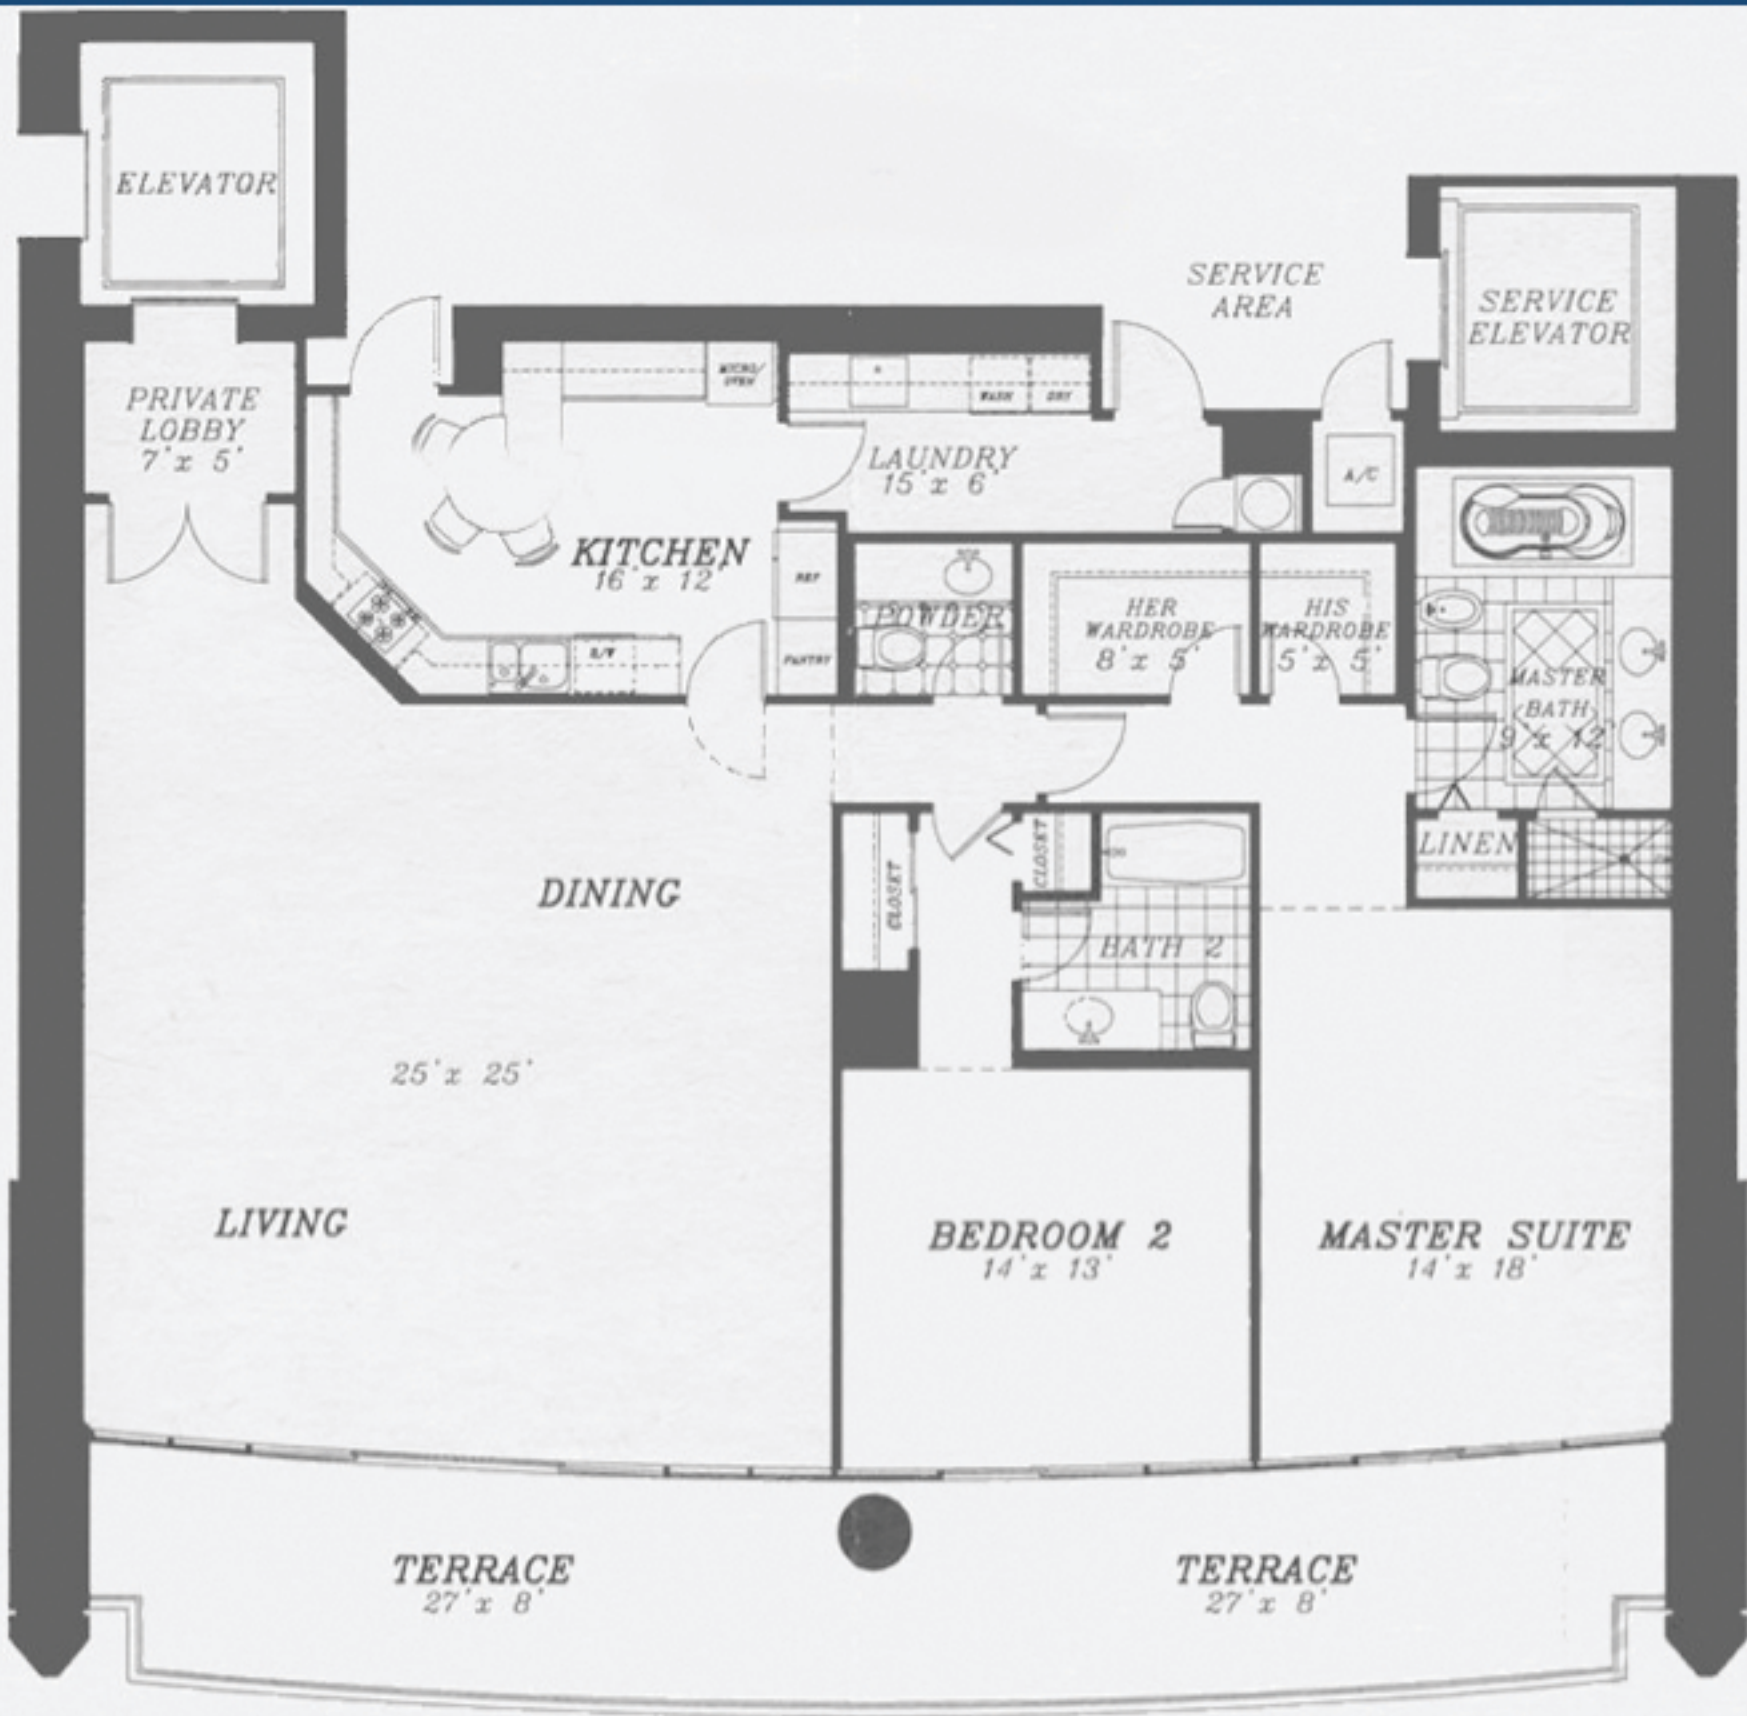 ELEVATOR
SERVICE
AREA
SERVICE
ELEVATOR
PRIVATE
LOBBY
7' x 5'
MICRO/
OVEN
WASH
DRY
LAUNDRY
15' x 6'
A/C
KITCHEN
16' x 12'
REF
PANTRY
D/W
POWDER
HER
WARDROBE
8' x 5'
HIS
WARDROBE
5' x 5'
MASTER
BATH
9' x 12'
LINEN
CLOSET
CLOSET
DINING
BATH 2
25' x 25'
LIVING
BEDROOM 2
14' x 13'
MASTER SUITE
14' x 18'
TERRACE
27' x 8'
TERRACE
27' x 8'